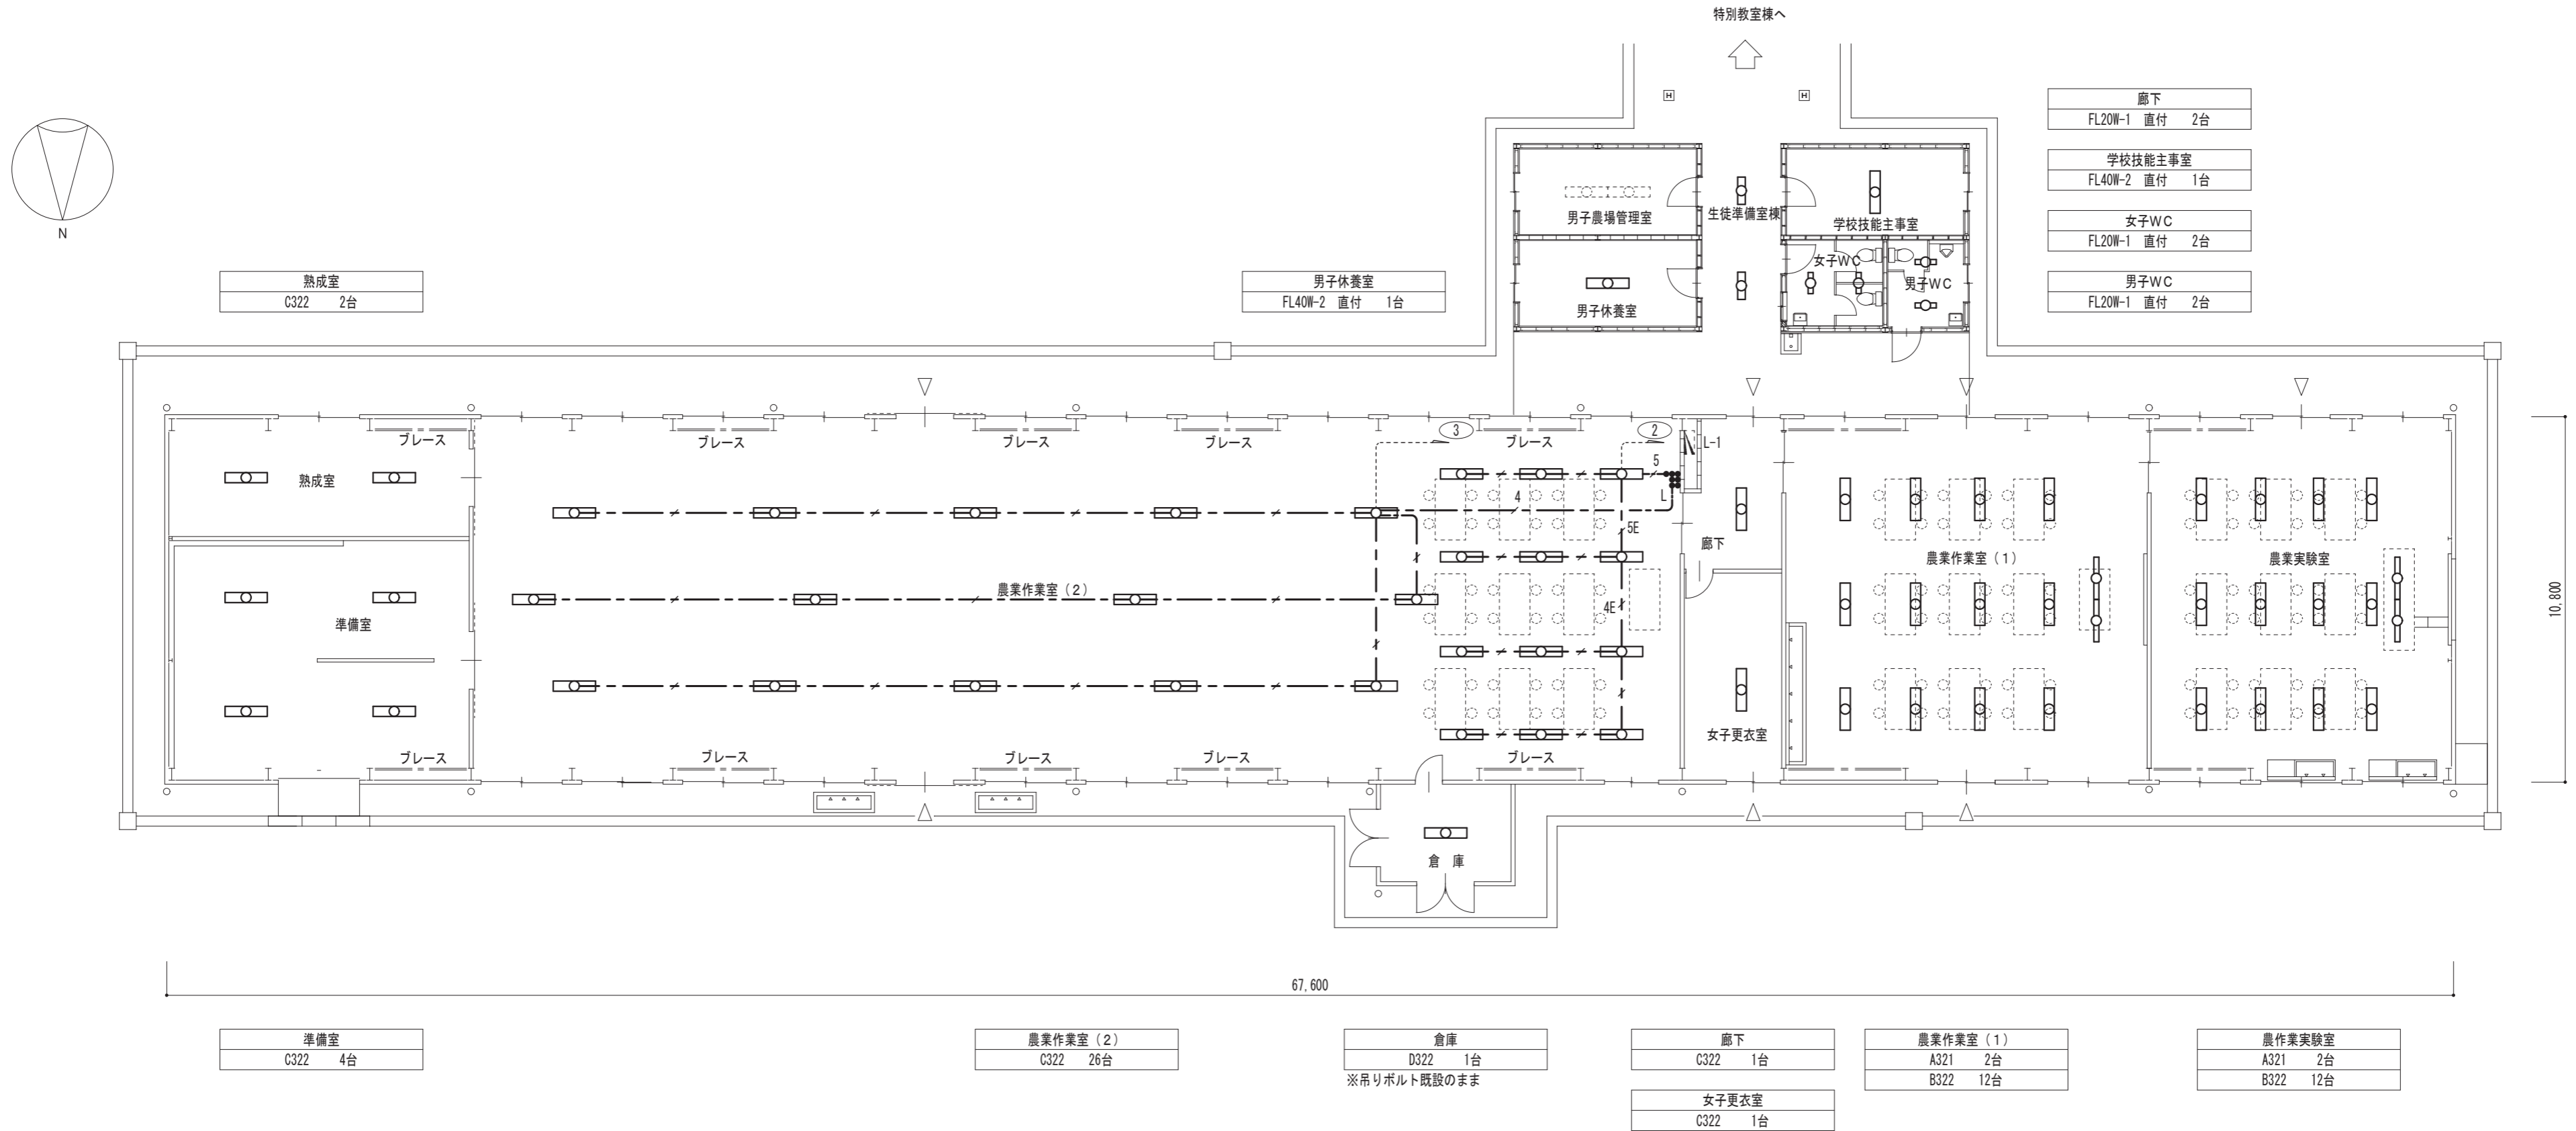 特別教室棟へ
H
H
廊下
FL20W-1 直付 2台
学校技能主事室
FL40W-2 直付 1台
女子WC
FL20W-1 直付 2台
男子WC
FL20W-1 直付 2台
N
熟成室
C322 2台
男子休養室
FL40W-2 直付 1台
男子農場管理室
生徒準備室棟
学校技能主事室
男子休養室
女子WC
男子WC
ブレース
ブレース
ブレース
ブレース
3
ブレース
2
L-1
熟成室
5
4
L
5E
廊下
農業作業室(1)
農業実験室
農業作業室(2)
4E
準備室
女子更衣室
10,800
ブレース
ブレース
ブレース
ブレース
ブレース
倉 庫
67,600
準備室
C322 4台
農業作業室(2)
C322 26台
倉庫
D322 1台
※吊りボルト既設のまま
廊下
C322 1台
女子更衣室
C322 1台
農業作業室(1)
A321 2台
B322 12台
農作業実験室
A321 2台
B322 12台